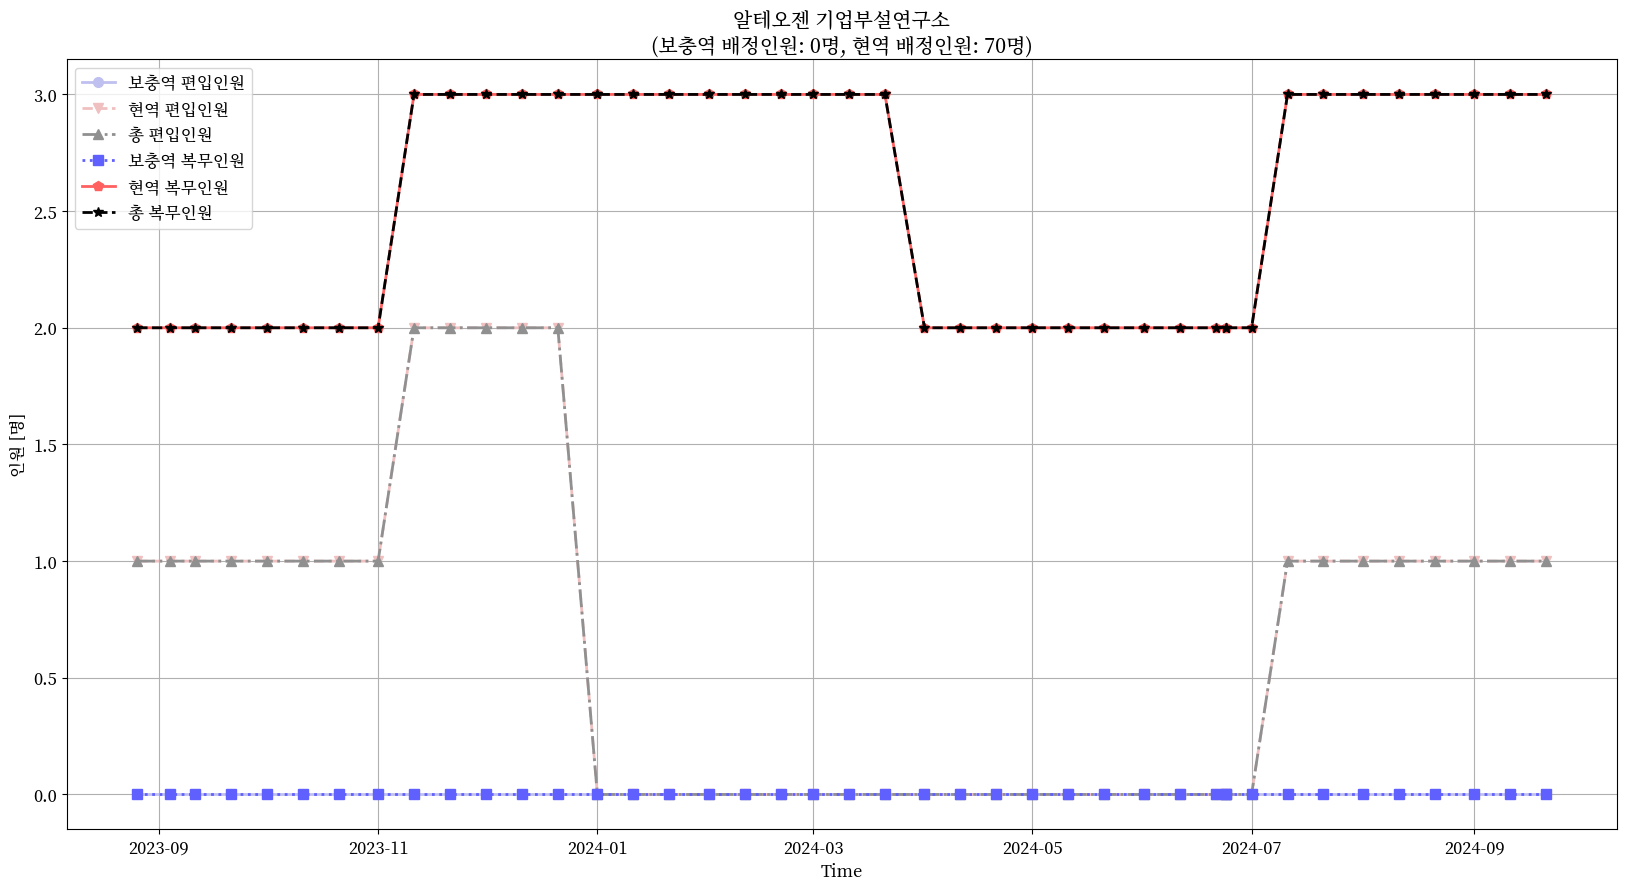 알테오젠 기업부설연구소
(보충역 배정인원: 0명, 현역 배정인원: 70명)
보충역 편입인원
현역 편입인원
총 편입인원
보충역 복무인원
현역 복무인원
총 복무인원
3.0
2.5
2.0
1.5
1.0
0.5
0.0
인원 [명]
2023-09 2023-11 2024-01 2024-03 2024-05 2024-07 2024-09
Time